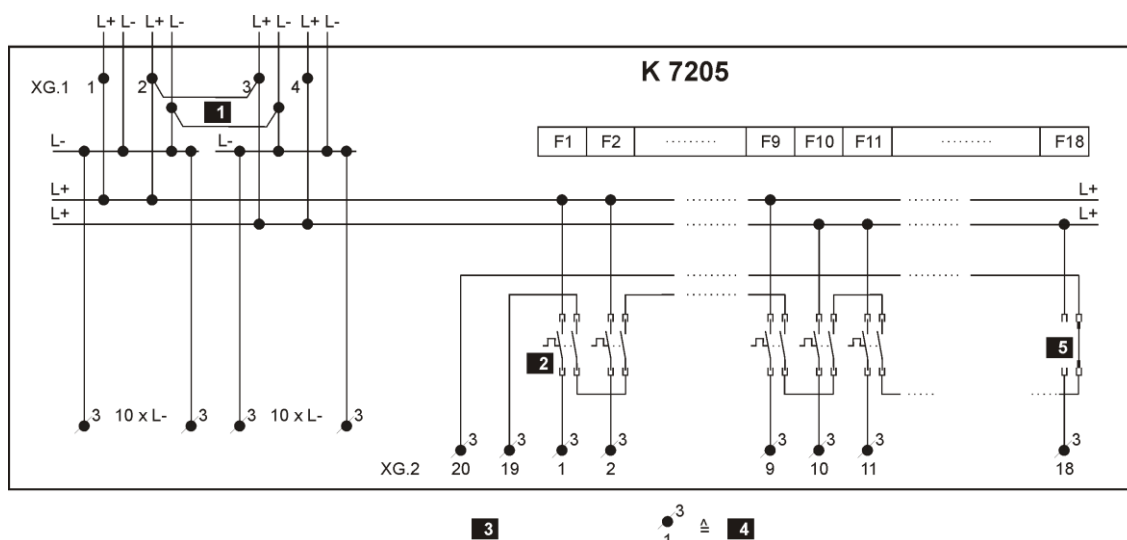 L+ L- L+ L- L+ L- L+ L-
K 7205
XG.1 1 2 3 4
1
F1 F2 ········ F9 F10 F11 ········ F18
L- L-
L+ L+
L+ L+
2 5
3 10 x L- 3 3 10 x L- 3
3 3 3 3 3 3 3 3
XG.2 20 19 1 2 9 10 11 18
3 3
1 ≙ 4